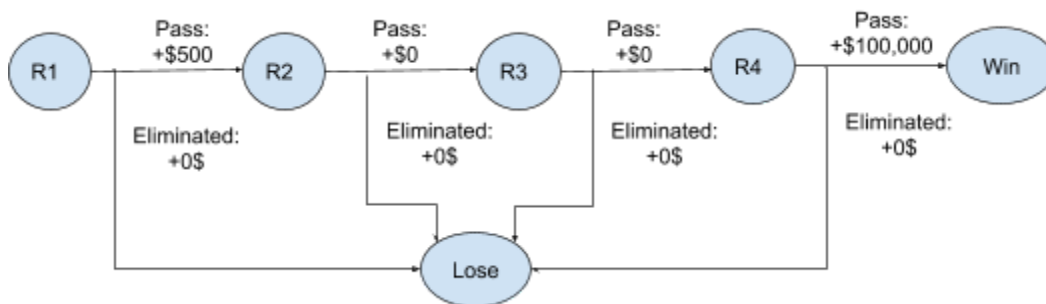 Pass:
+$500
Pass:
+$0
Pass:
+$0
Pass:
+$100,000
R1
R2
R3
R4
Win
Eliminated:
+0$
Eliminated:
+0$
Eliminated:
+0$
Eliminated:
+0$
Lose